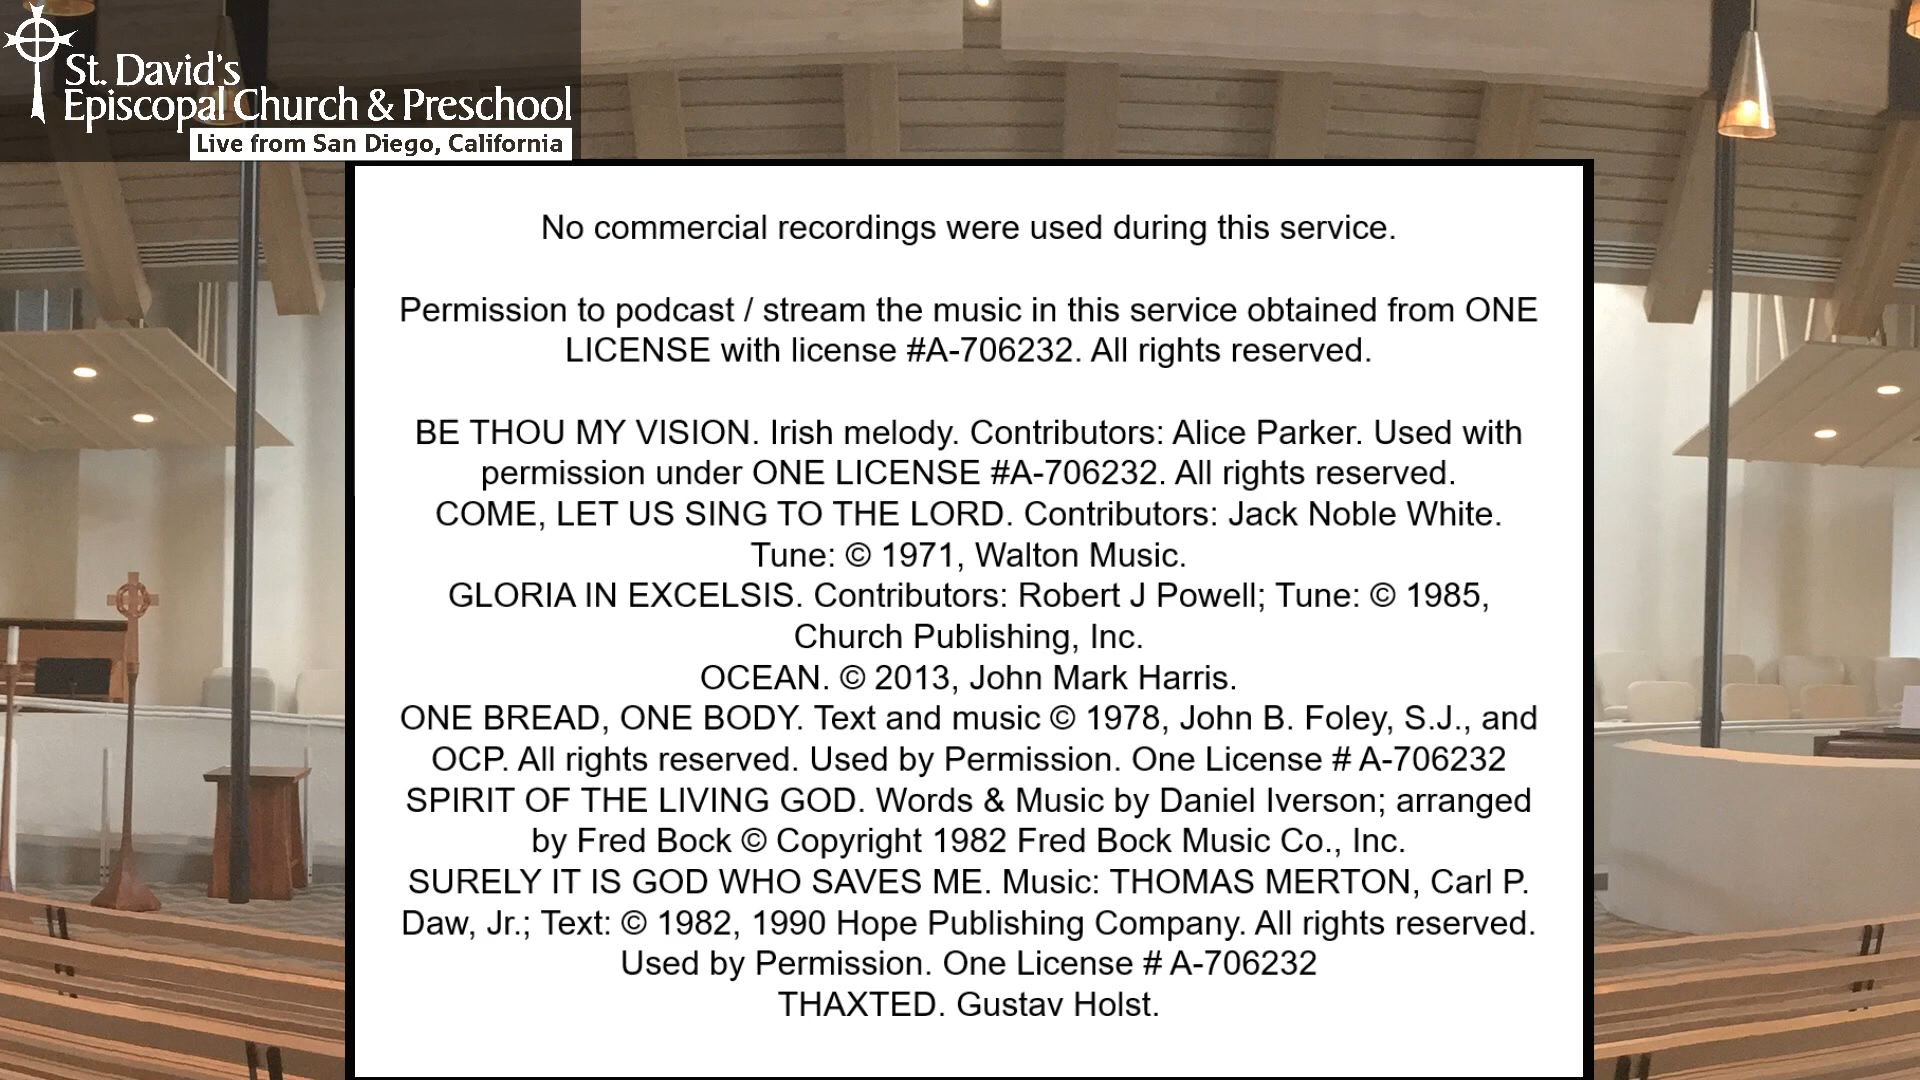 St. David's
Episcopal Church & Preschool
Live from San Diego, California
No commercial recordings were used during this service.
Permission to podcast / stream the music in this service obtained from ONE
LICENSE with license #A-706232. All rights reserved.
BE THOU MY VISION. Irish melody. Contributors: Alice Parker. Used with
permission under ONE LICENSE #A-706232. All rights reserved.
COME, LET US SING TO THE LORD. Contributors: Jack Noble White.
Tune: © 1971, Walton Music.
GLORIA IN EXCELSIS. Contributors: Robert J Powell; Tune: © 1985,
Church Publishing, Inc.
OCEAN. © 2013, John Mark Harris.
ONE BREAD, ONE BODY. Text and music © 1978, John B. Foley, S.J., and
OCP. All rights reserved. Used by Permission. One License # A-706232
SPIRIT OF THE LIVING GOD. Words & Music by Daniel Iverson; arranged
by Fred Bock © Copyright 1982 Fred Bock Music Co., Inc.
SURELY IT IS GOD WHO SAVES ME. Music: THOMAS MERTON, Carl P.
Daw, Jr.; Text: © 1982, 1990 Hope Publishing Company. All rights reserved.
Used by Permission. One License # A-706232
THAXTED. Gustav Holst.